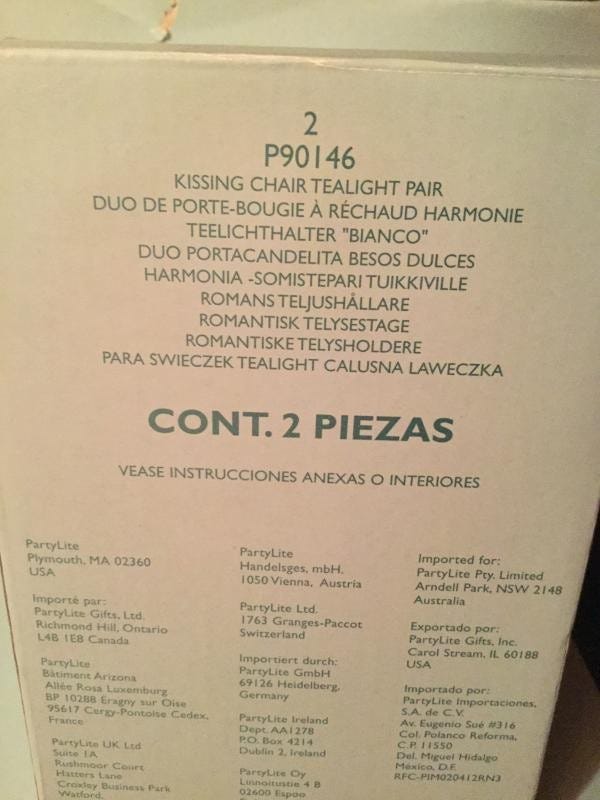 2
P90146
KISSING CHAIR TEALIGHT PAIR
DUO DE PORTE-BOUGIE À RÉCHAUD HARMONIE
TEELICHTHALTER "BIANCO"
DUO PORTACANDELITA BESOS DULCES
HARMONIA -SOMISTEPARI TUIKKIVILLE
ROMANS TELJUSHÅLLARE
ROMANTISK TELYSESTAGE
ROMANTISKE TELYSHOLDERE
PARA SWIECZEK TEALIGHT CALUSNA LAWECZKA
CONT. 2 PIEZAS
VEASE INSTRUCCIONES ANEXAS O INTERIORES
PartyLite
Plymouth, MA 02360
USA
Importé par:
PartyLite Gifts, Ltd.
Richmond Hill, Ontario
L4B 1E8 Canada
PartyLite
Bâtiment Arizona
Allée Rosa Luxemburg
BP 10288 Éragny sur Oise
95617 Cergy-Pontoise Cedex,
France
PartyLite UK Ltd
Suite 1A
Rushmoor Court
Hatters Lane
Croxley Business Park
Watford,
PartyLite
Handelsges, mbH.
1050 Vienna, Austria
PartyLite Ltd.
1763 Granges-Paccot
Switzerland
Importiert durch:
PartyLite GmbH
69126 Heidelberg,
Germany
PartyLite Ireland
Dept. AA1278
P.O. Box 4214
Dublin 2, Ireland
PartyLite Oy
Linnoitustie 4 B
02600 Espoo
Imported for:
PartyLite Pty. Limited
Arndell Park, NSW 2148
Australia
Exportado por:
PartyLite Gifts, Inc.
Carol Stream, IL 60188
USA
Importado por:
PartyLite Importaciones,
S.A. de C.V.
Av. Eugenio Sué #316
Col. Polanco Reforma,
C.P. 11550
Del. Miguel Hidalgo
México, D.F.
RFC-PIM020412RN3